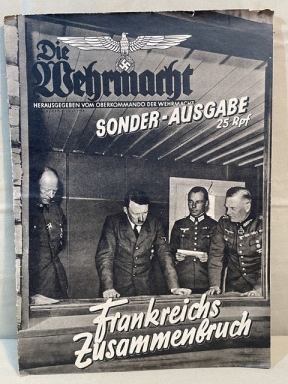 Die
Wehrmacht
HERAUSGEGEBEN VOM OBERKOMMANDO DER WEHRMACHT
SONDER-AUSGABE
25 Rpf
Frankreichs
Zusammenbruch